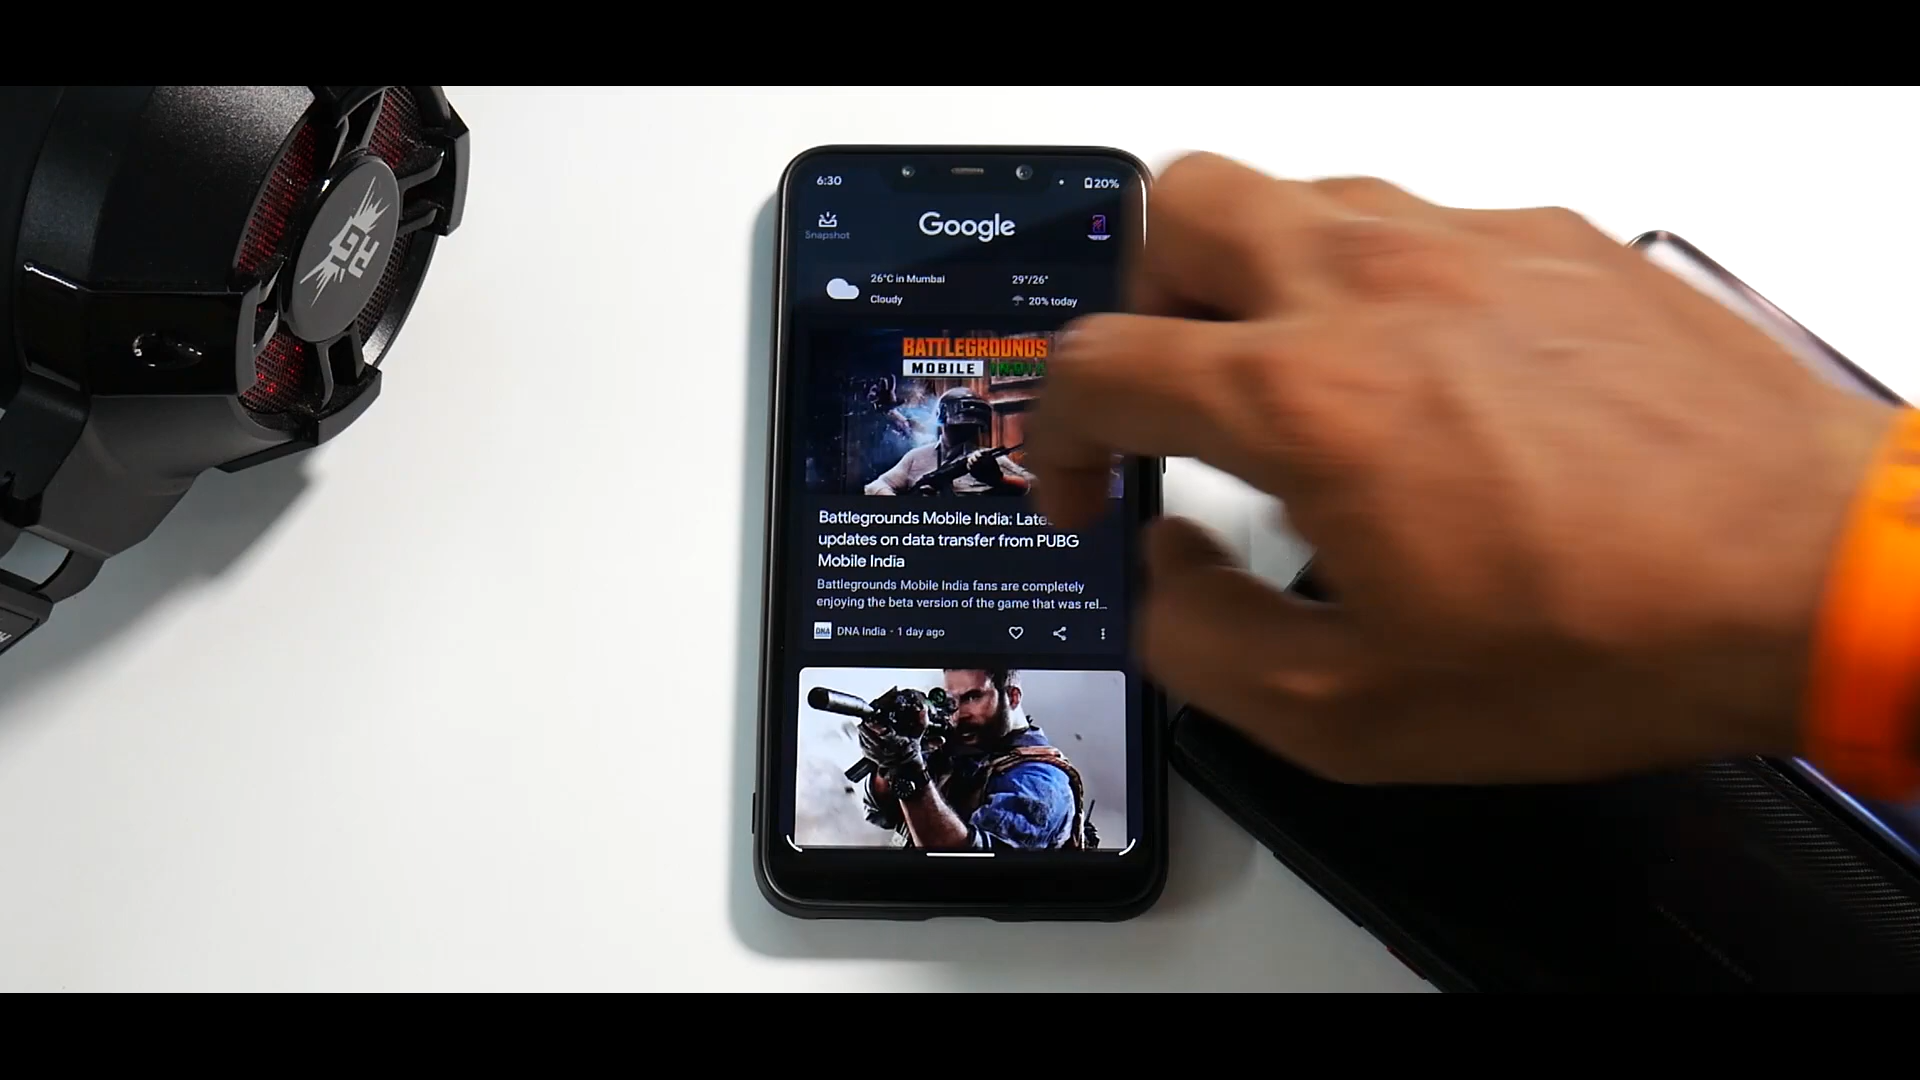 6:30
20%
Snapshot
Google
26°C in Mumbai
29°/26°
Cloudy
20% today
BATTLEGROUNDS
MOBILE
Battlegrounds Mobile India:
updates on data transfer from PUBG
Mobile India
Battlegrounds Mobile India fans are completely
enjoying the beta version of the game that was rel...
DNA
DNA India - 1 day ago